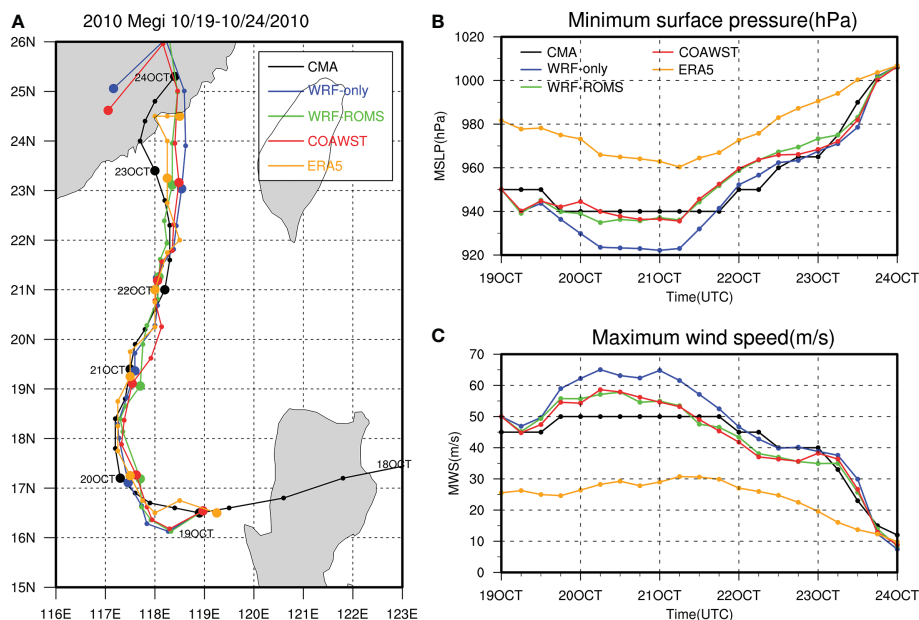 A
2010 Megi 10/19-10/24/2010
26N
25N
24N
23N
22N
21N
20N
19N
18N
17N
16N
15N
116E 117E 118E 119E 120E 121E 122E 123E
CMA
WRF-only
WRF-ROMS
COAWST
ERA5
24OCT
23OCT
22OCT
21OCT
20OCT
19OCT
18OCT
B
Minimum surface pressure(hPa)
MSLP(hPa)
1020
1000
980
960
940
920
CMA
WRF-only
WRF-ROMS
COAWST
ERA5
19OCT 20OCT 21OCT 22OCT 23OCT 24OCT
Time(UTC)
C
Maximum wind speed(m/s)
MWS(m/s)
70
60
50
40
30
20
10
0
19OCT 20OCT 21OCT 22OCT 23OCT 24OCT
Time(UTC)